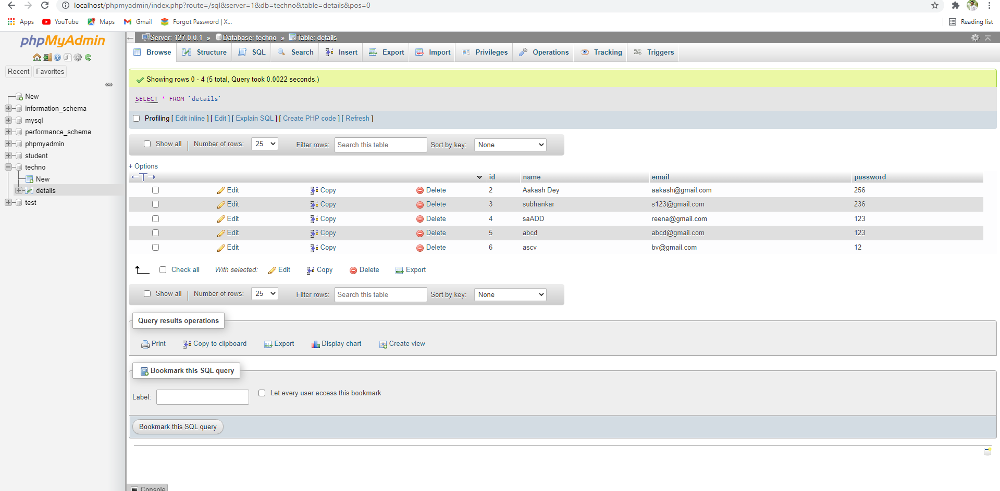 localhost/phpmyadmin/index.php?route=/sql&server=1&db=techno&table=details&pos=0
Apps YouTube Maps Gmail Forgot Password | X... Reading list
phpMyAdmin
Recent Favorites
New
information_schema
mysql
performance_schema
phpmyadmin
student
techno
New
details
test
Server: 127.0.0.1 » Database: techno » Table: details
Browse Structure SQL Search Insert Export Import Privileges Operations Tracking Triggers
Showing rows 0 - 4 (5 total, Query took 0.0022 seconds.)
SELECT * FROM `details`
Profiling [ Edit inline ] [ Edit ] [ Explain SQL ] [ Create PHP code ] [ Refresh ]
Show all | Number of rows: 25 Filter rows: Search this table Sort by key: None
+ Options
←T→ id name email password
Edit Copy Delete 2 Aakash Dey aakash@gmail.com 256
Edit Copy Delete 3 subhankar s123@gmail.com 236
Edit Copy Delete 4 saADD reena@gmail.com 123
Edit Copy Delete 5 abcd abcd@gmail.com 123
Edit Copy Delete 6 ascv bv@gmail.com 12
Check all With selected: Edit Copy Delete Export
Show all | Number of rows: 25 Filter rows: Search this table Sort by key: None
Query results operations
Print Copy to clipboard Export Display chart Create view
Bookmark this SQL query
Label: Let every user access this bookmark
Bookmark this SQL query
Console